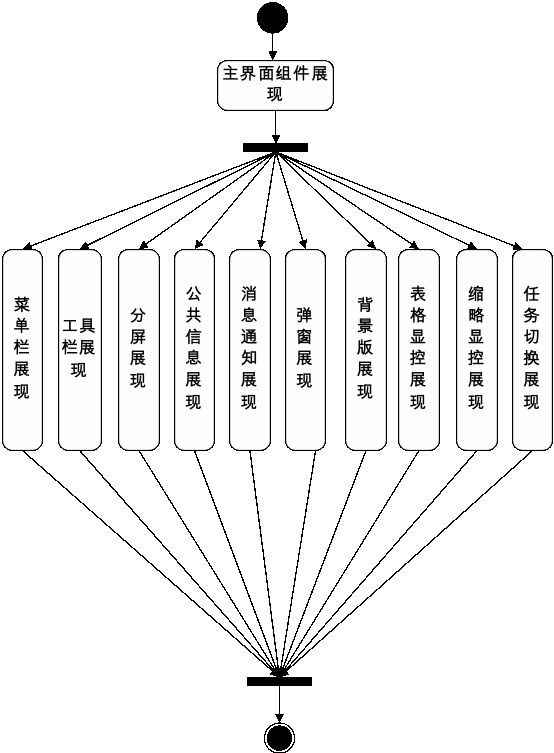 主界面组件展
现
菜单栏展现
工具
栏展
现
分屏展现
公共信息展现
消息通知展现
弹窗展现
背景版展现
表格显控展现
缩略显控展现
任务切换展现